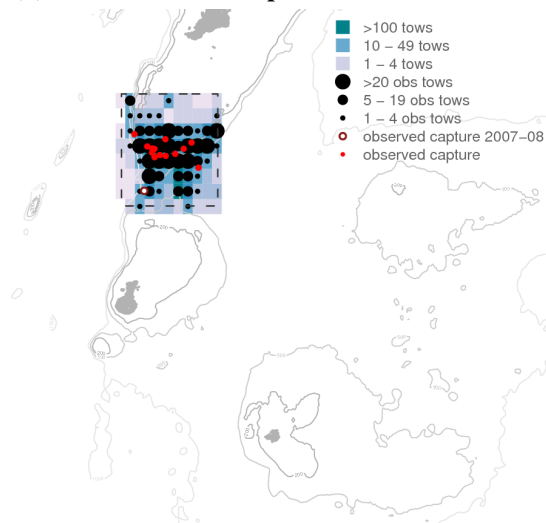 >100 tows
10 – 49 tows
1 – 4 tows
>20 obs tows
5 – 19 obs tows
1 – 4 obs tows
observed capture 2007–08
observed capture